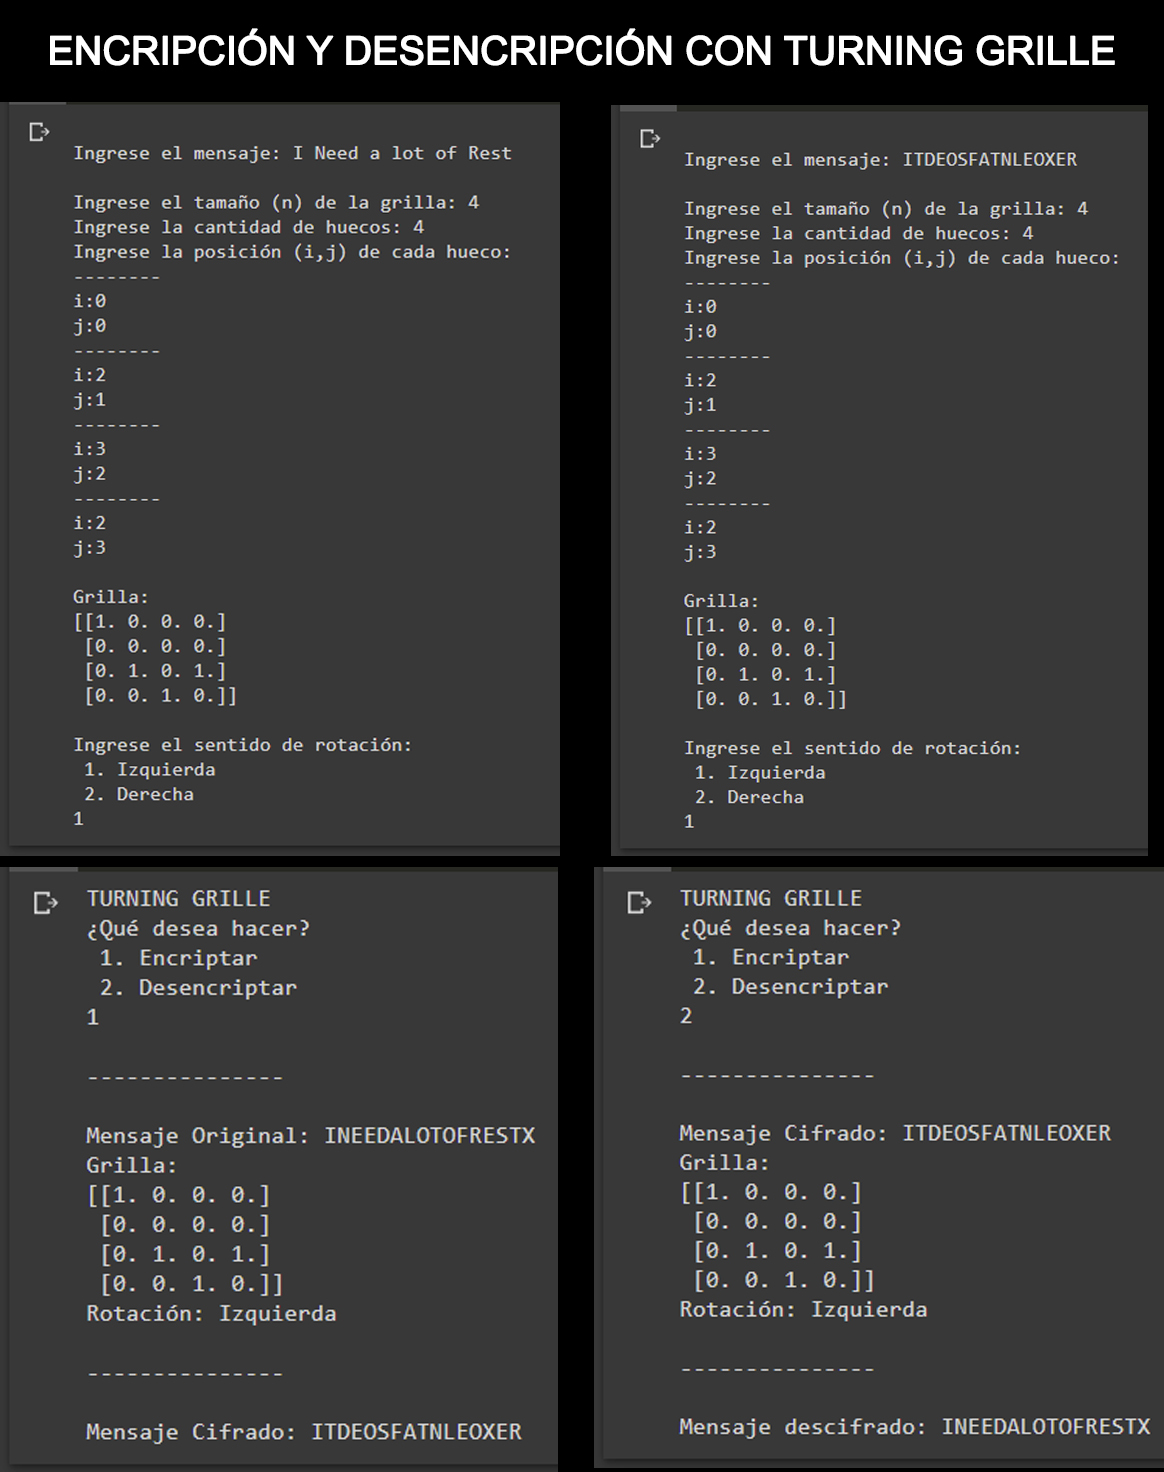 ENCRIPCIÓN Y DESENCRIPCIÓN CON TURNING GRILLE
Ingrese el mensaje: I Need a lot of Rest
Ingrese el tamaño (n) de la grilla: 4
Ingrese la cantidad de huecos: 4
Ingrese la posición (i,j) de cada hueco:
--------
i:0
j:0
--------
i:2
j:1
--------
i:3
j:2
--------
i:2
j:3
Grilla:
[[1. 0. 0. 0.]
[0. 0. 0. 0.]
[0. 1. 0. 1.]
[0. 0. 1. 0.]]
Ingrese el sentido de rotación:
1. Izquierda
2. Derecha
1
Ingrese el mensaje: ITDEOSFATNLEOXER
Ingrese el tamaño (n) de la grilla: 4
Ingrese la cantidad de huecos: 4
Ingrese la posición (i,j) de cada hueco:
--------
i:0
j:0
--------
i:2
j:1
--------
i:3
j:2
--------
i:2
j:3
Grilla:
[[1. 0. 0. 0.]
[0. 0. 0. 0.]
[0. 1. 0. 1.]
[0. 0. 1. 0.]]
Ingrese el sentido de rotación:
1. Izquierda
2. Derecha
1
TURNING GRILLE
¿Qué desea hacer?
1. Encriptar
2. Desencriptar
1
---------------
Mensaje Original: INEEDALOTOFRESTX
Grilla:
[[1. 0. 0. 0.]
[0. 0. 0. 0.]
[0. 1. 0. 1.]
[0. 0. 1. 0.]]
Rotación: Izquierda
---------------
Mensaje Cifrado: ITDEOSFATNLEOXER
TURNING GRILLE
¿Qué desea hacer?
1. Encriptar
2. Desencriptar
2
---------------
Mensaje Cifrado: ITDEOSFATNLEOXER
Grilla:
[[1. 0. 0. 0.]
[0. 0. 0. 0.]
[0. 1. 0. 1.]
[0. 0. 1. 0.]]
Rotación: Izquierda
---------------
Mensaje descifrado: INEEDALOTOFRESTX